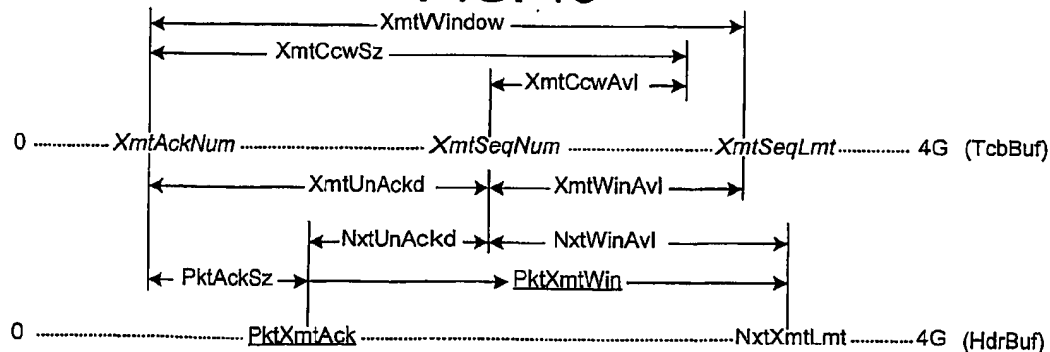 XmtWindow
XmtCcwSz
XmtCcwAvl
0 XmtAckNum XmtSeqNum XmtSeqLmt 4G (TcbBuf)
XmtUnAckd XmtWinAvl
NxtUnAckd NxtWinAvl
PktAckSz PktXmtWin
0 PktXmtAck NxtXmtLmt 4G (HdrBuf)